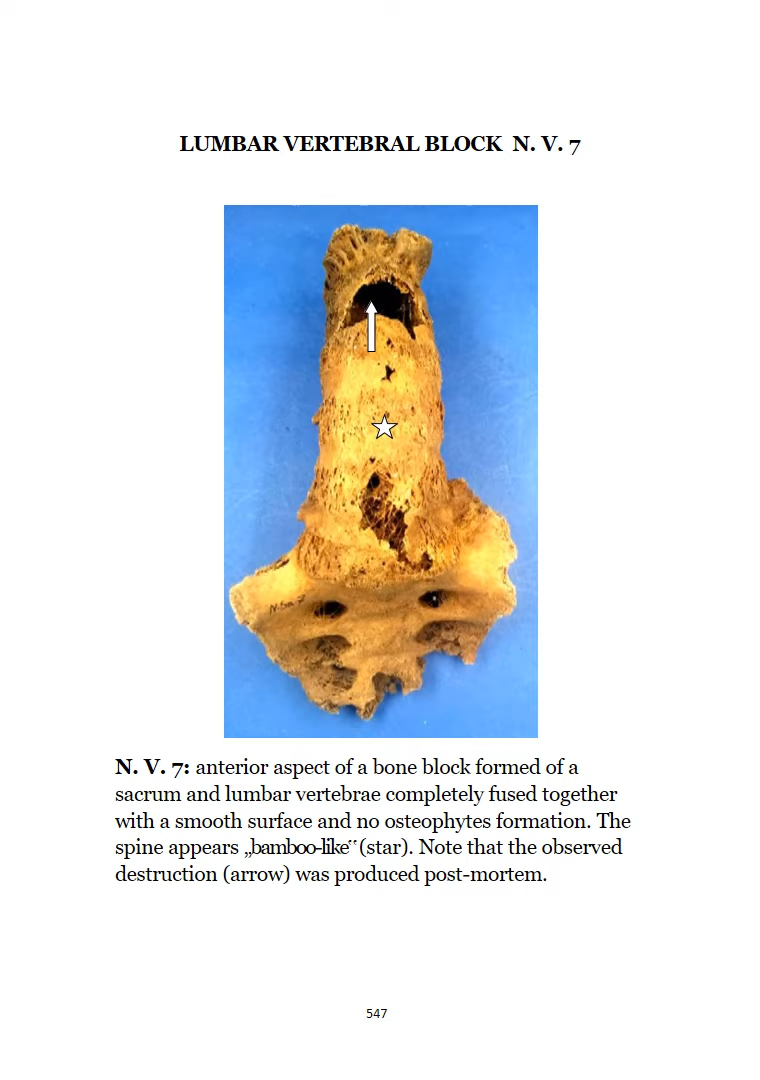 LUMBAR VERTEBRAL BLOCK N. V. 7
N. V. 7: anterior aspect of a bone block formed of a
sacrum and lumbar vertebrae completely fused together
with a smooth surface and no osteophytes formation. The
spine appears „bamboo-like‟ (star). Note that the observed
destruction (arrow) was produced post-mortem.
547